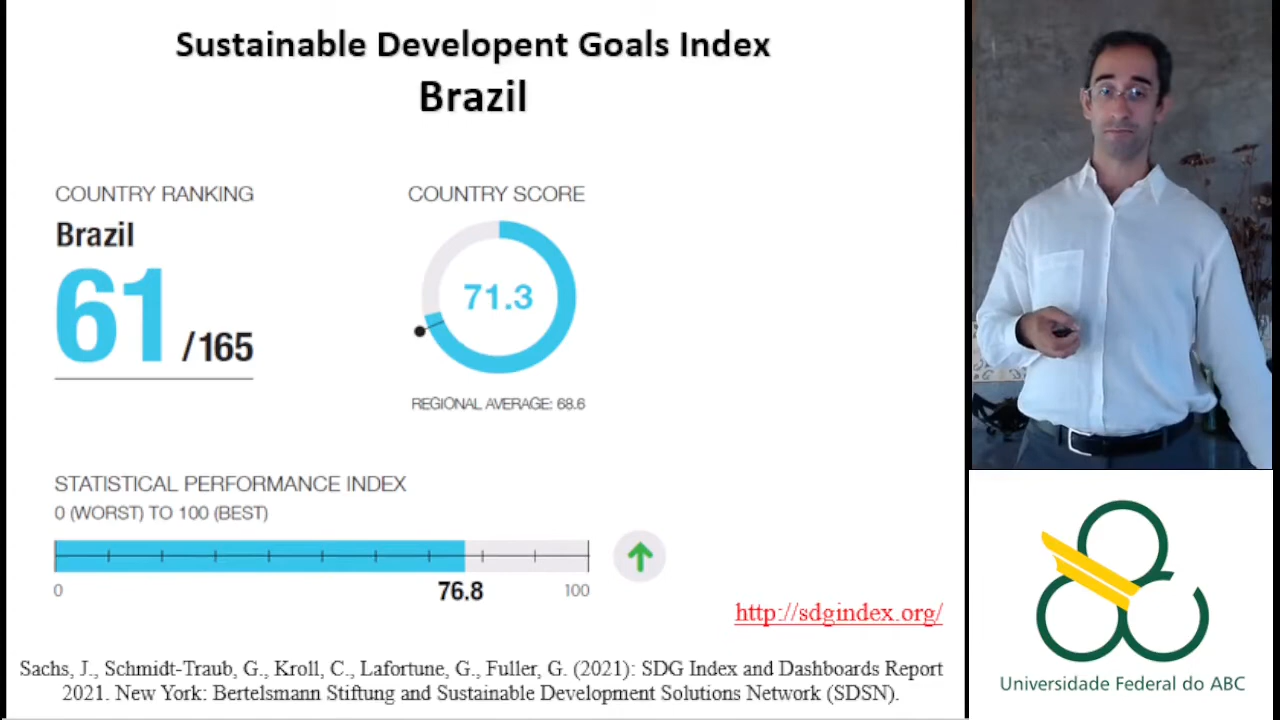 Sustainable Developent Goals Index
Brazil
COUNTRY RANKING
Brazil
61 /165
COUNTRY SCORE
71.3
REGIONAL AVERAGE: 68.6
STATISTICAL PERFORMANCE INDEX
0 (WORST) TO 100 (BEST)
0
76.8
100
http://sdgindex.org/
Sachs, J., Schmidt-Traub, G., Kroll, C., Lafortune, G., Fuller, G. (2021): SDG Index and Dashboards Report
2021. New York: Bertelsmann Stiftung and Sustainable Development Solutions Network (SDSN).
Universidade Federal do ABC